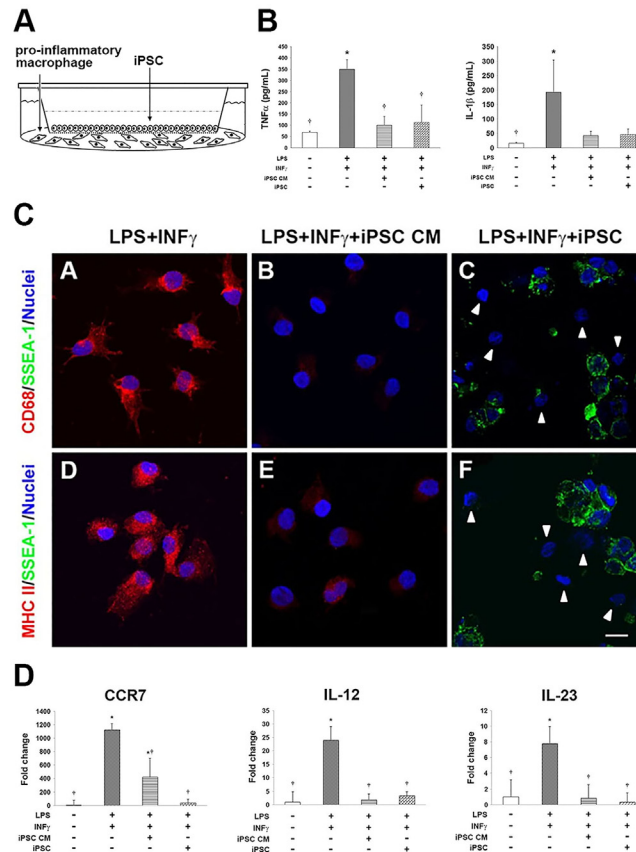 A
pro-inflammatory
macrophage
iPSC
B
TNFα (pg/mL)
450
400
350
300
250
200
150
100
50
0
*
†
†
†
LPS - + + +
INFγ - + + +
iPSC CM - - + -
iPSC - - - +
IL-1β (pg/mL)
350
300
250
200
150
100
50
0
*
†
LPS - + + +
INFγ - + + +
iPSC CM - - + -
iPSC - - - +
C
LPS+INFγ LPS+INFγ+iPSC CM LPS+INFγ+iPSC
CD68/SSEA-1/Nuclei
A B C
MHC II/SSEA-1/Nuclei
D E F
D
CCR7
Fold change
1400
1200
1000
800
600
400
200
0
†
*
*†
†
LPS - + + +
INFγ - + + +
iPSC CM - - + -
iPSC - - - +
IL-12
Fold change
35
30
25
20
15
10
5
0
†
*
†
†
LPS - + + +
INFγ - + + +
iPSC CM - - + -
iPSC - - - +
IL-23
Fold change
12
10
8
6
4
2
0
†
*
†
†
LPS - + + +
INFγ - + + +
iPSC CM - - + -
iPSC - - - +